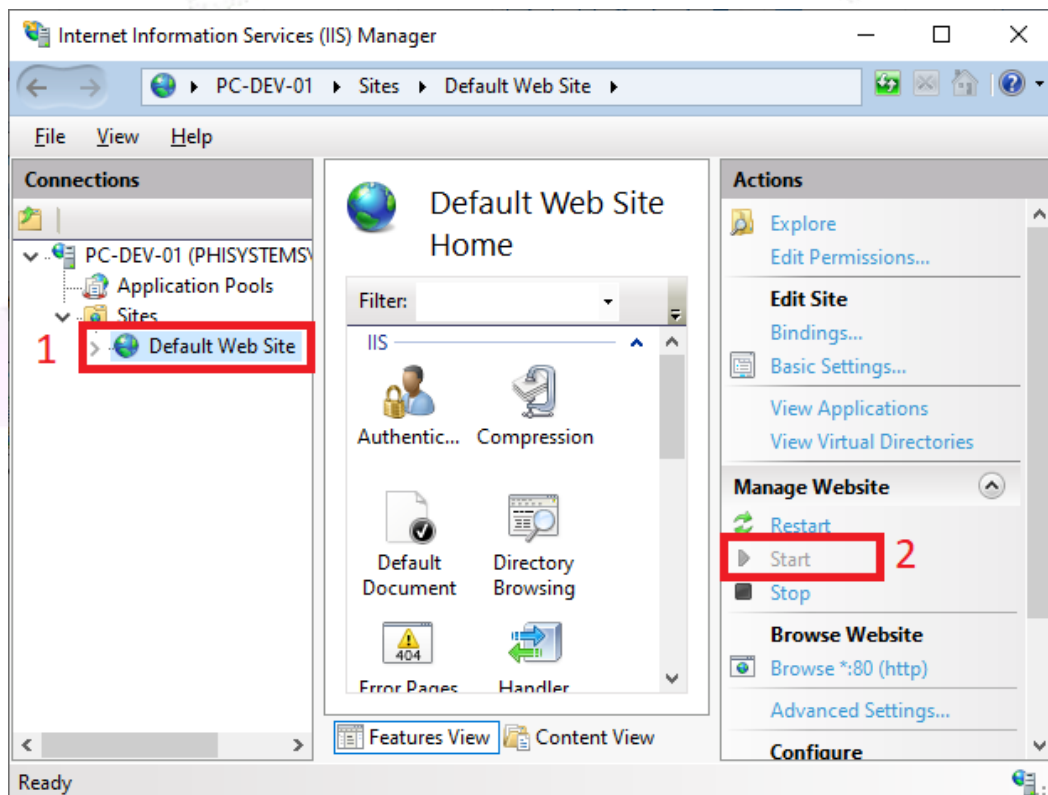 Internet Information Services (IIS) Manager
PC-DEV-01 Sites Default Web Site
File View Help
Connections
PC-DEV-01 (PHISYSTEMS\
Application Pools
Sites
1
Default Web Site
Default Web Site
Home
Filter:
IIS
Authentic... Compression
Default
Document
Directory
Browsing
404
Error Pages Handler
Features View Content View
Actions
Explore
Edit Permissions...
Edit Site
Bindings...
Basic Settings...
View Applications
View Virtual Directories
Manage Website
Restart
Start
2
Stop
Browse Website
Browse *:80 (http)
Advanced Settings...
Configure
Ready